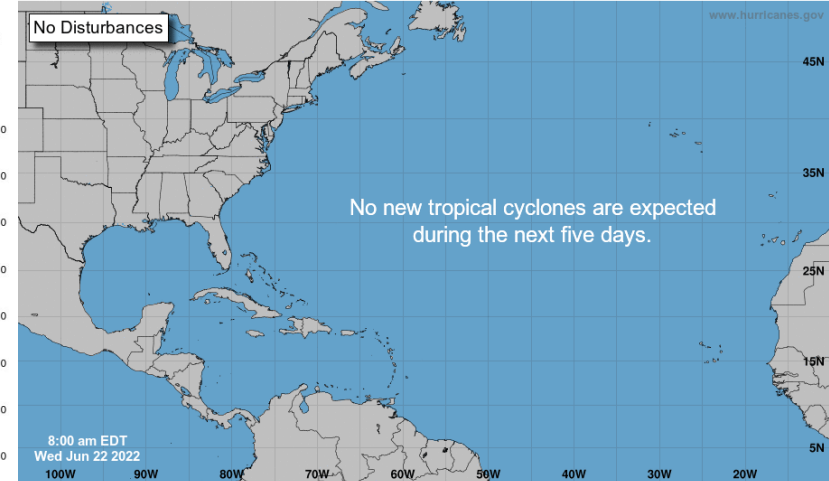 No Disturbances
www.hurricanes.gov
45N
35N
No new tropical cyclones are expected
during the next five days.
25N
15N
5N
8:00 am EDT
Wed Jun 22 2022
100W 90W 80W 70W 60W 50W 40W 30W 20W